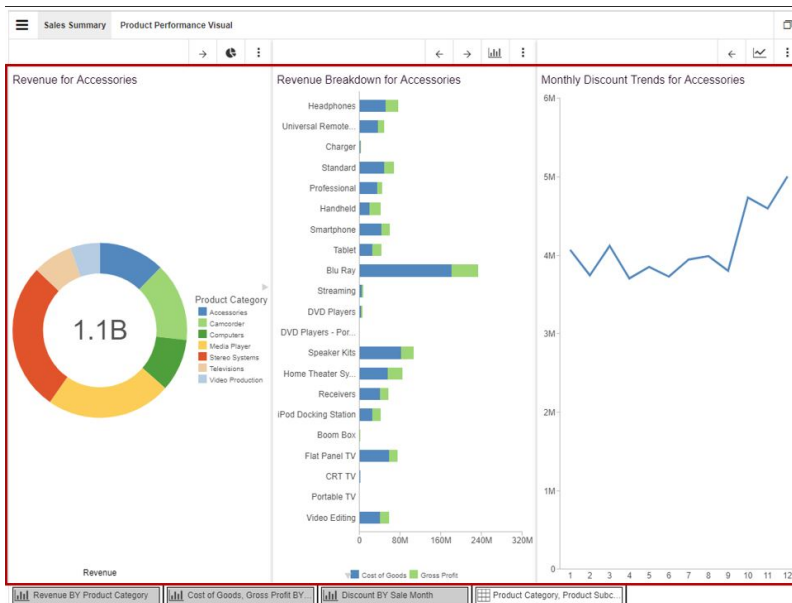 Sales Summary Product Performance Visual
Revenue for Accessories
1.1B
Product Category
Accessories
Camcorder
Computers
Media Player
Stereo Systems
Televisions
Video Production
Revenue
Revenue Breakdown for Accessories
Headphones
Universal Remote...
Charger
Standard
Professional
Handheld
Smartphone
Tablet
Blu Ray
Streaming
DVD Players
DVD Players - Por...
Speaker Kits
Home Theater Sy...
Receivers
iPod Docking Station
Boom Box
Flat Panel TV
CRT TV
Portable TV
Video Editing
0 80M 160M 240M 320M
Cost of Goods Gross Profit
Monthly Discount Trends for Accessories
6M
5M
4M
3M
2M
1M
0
1 2 3 4 5 6 7 8 9 10 11 12
Revenue BY Product Category Cost of Goods, Gross Profit BY... Discount BY Sale Month Product Category, Product Subc...